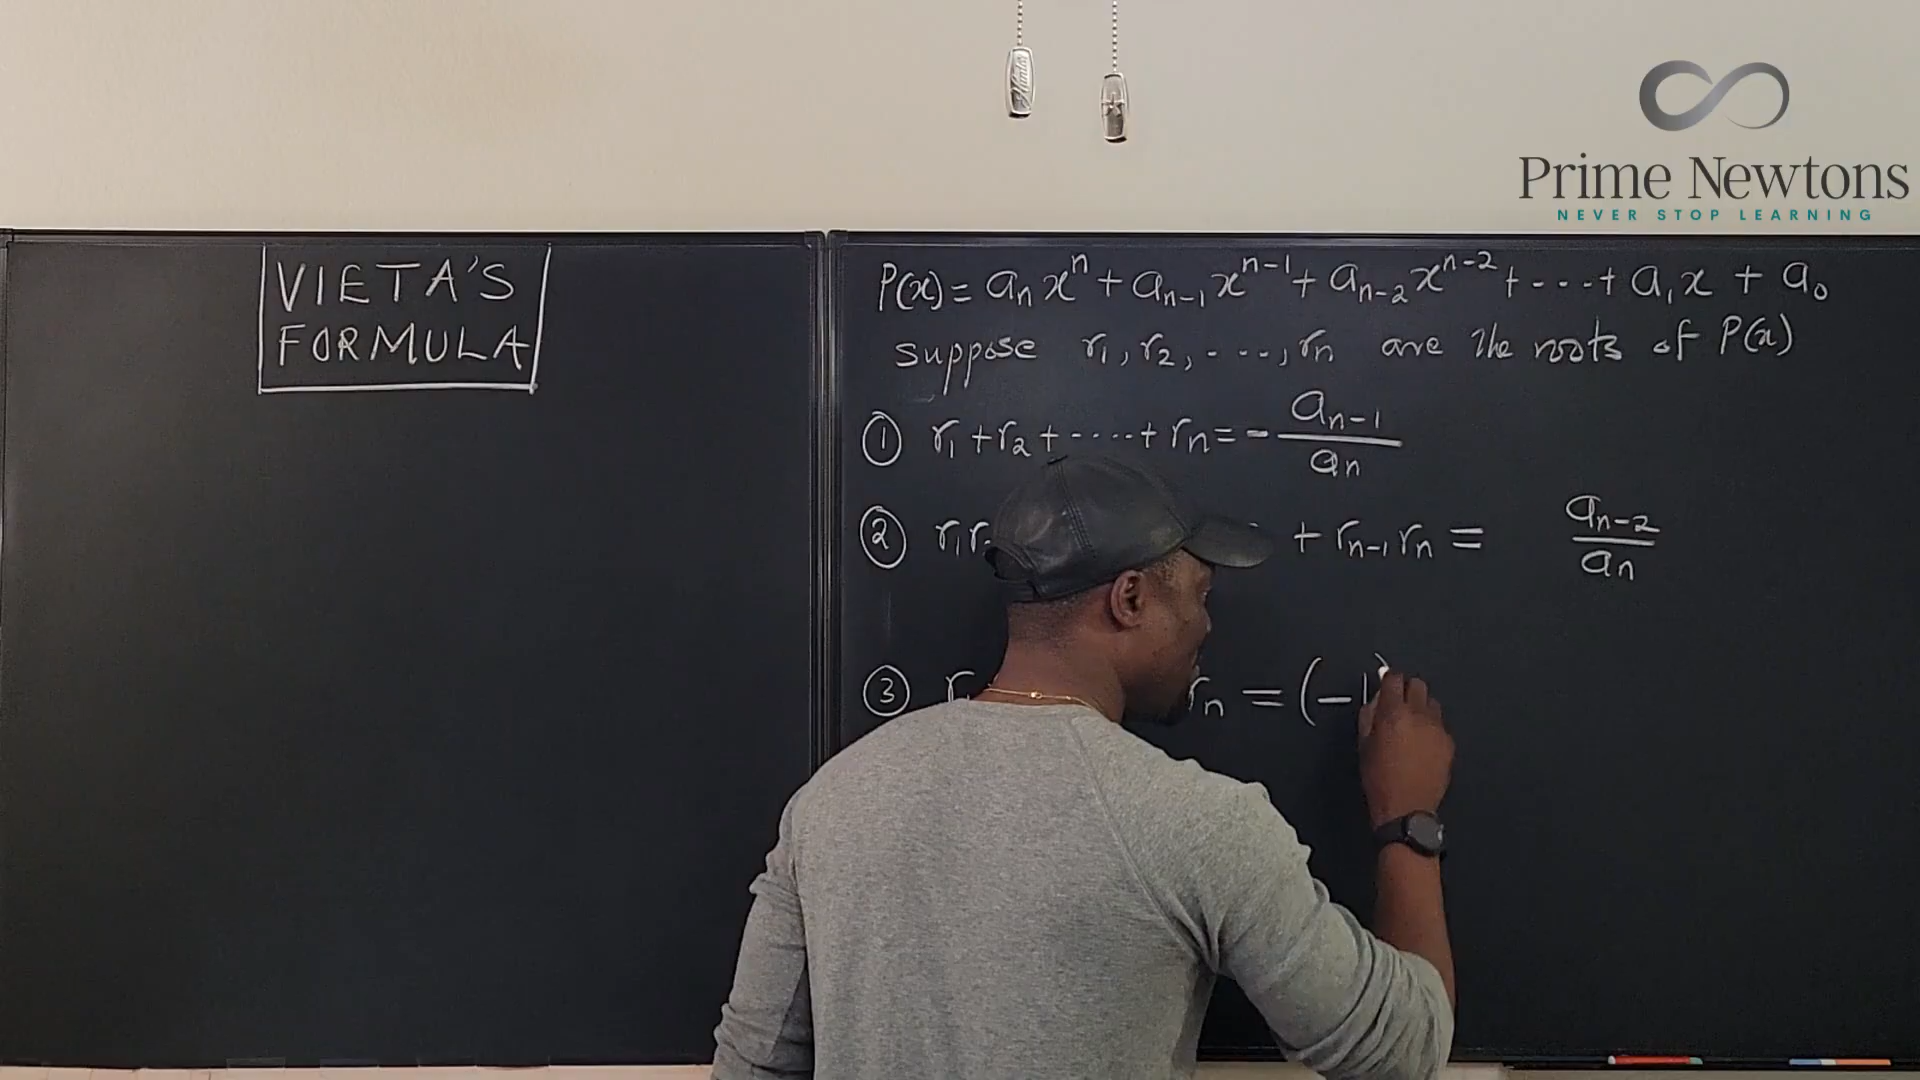 Prime Newtons
NEVER STOP LEARNING
VIETA'S
FORMULA
P(x) = aₙxⁿ + aₙ₋₁xⁿ⁻¹ + aₙ₋₂xⁿ⁻² + ---+ a₁x + a₀
suppose r₁, r₂, - ---, rₙ are the roots of P(x)
① r₁ + r₂ + ----+ rₙ = - aₙ₋₁/aₙ
② r₁r + rₙ₋₁rₙ = aₙ₋₂/aₙ
③ r rₙ = (-1)